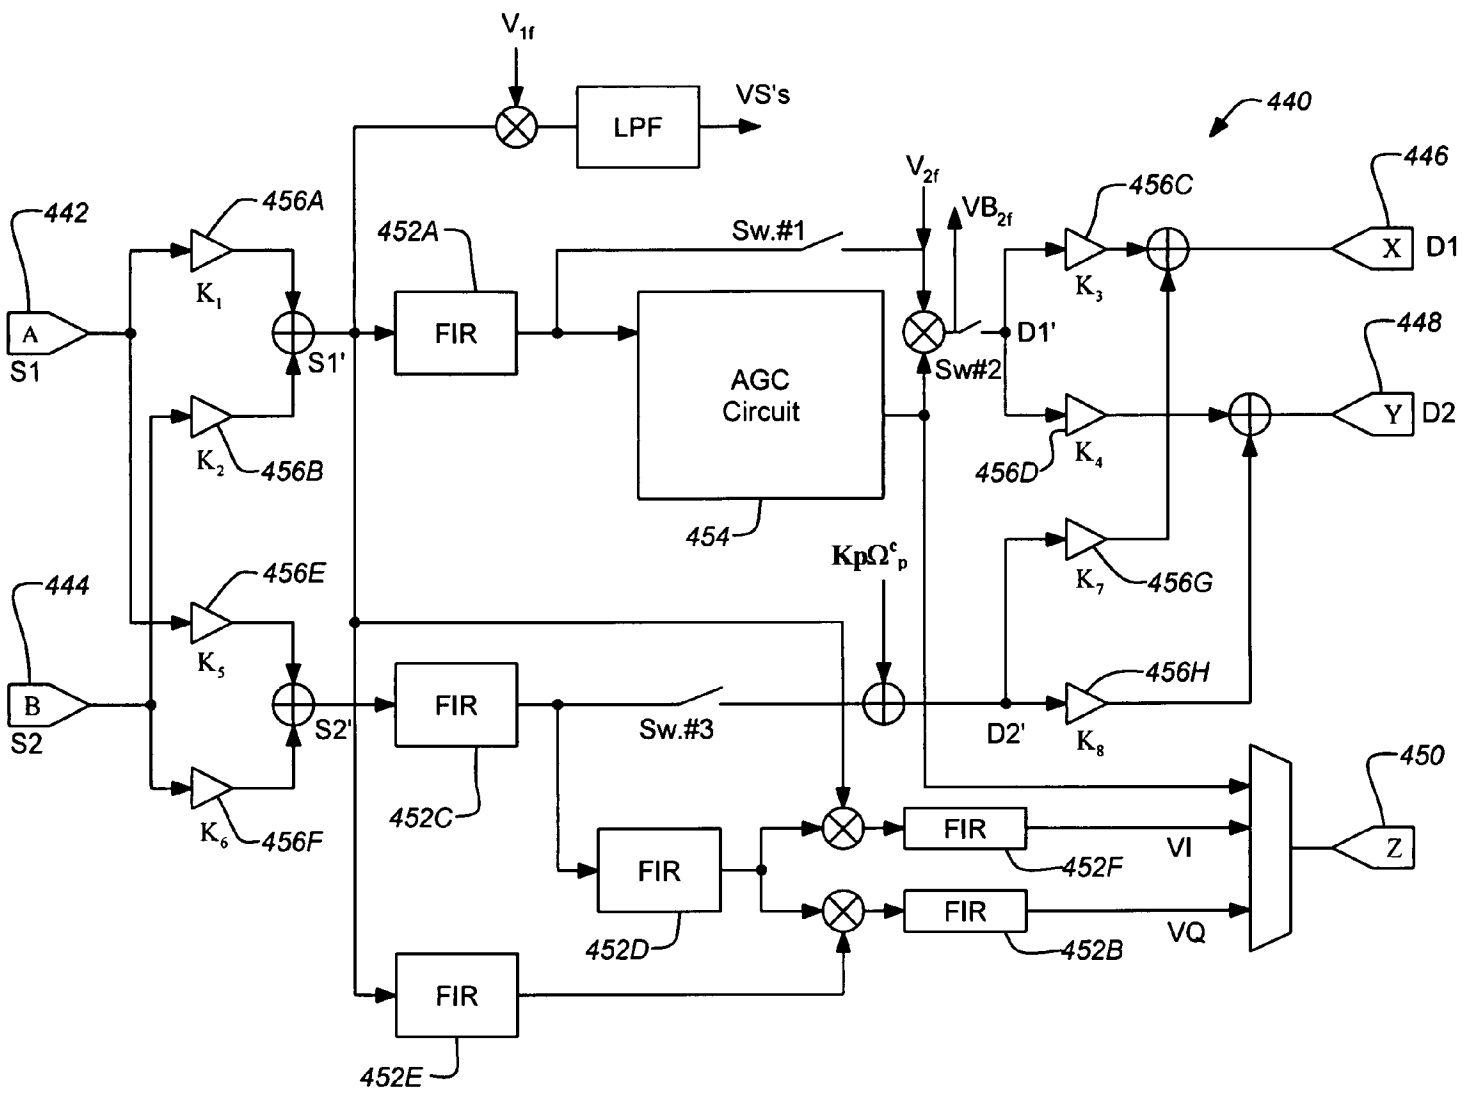 V1f
VS's
LPF
440
V2f
446
442
456A
456C
VB2f
452A
Sw.#1
X
D1
K1
K3
A
FIR
448
S1'
D1'
S1
Sw#2
AGC
Circuit
Y
D2
K2
456B
456D
K4
454
KpΩcp
444
456E
K7
456G
K5
456H
B
FIR
S2'
Sw.#3
D2'
S2
K8
450
452C
K6
456F
FIR
VI
Z
452F
FIR
FIR
VQ
452D
452B
FIR
452E